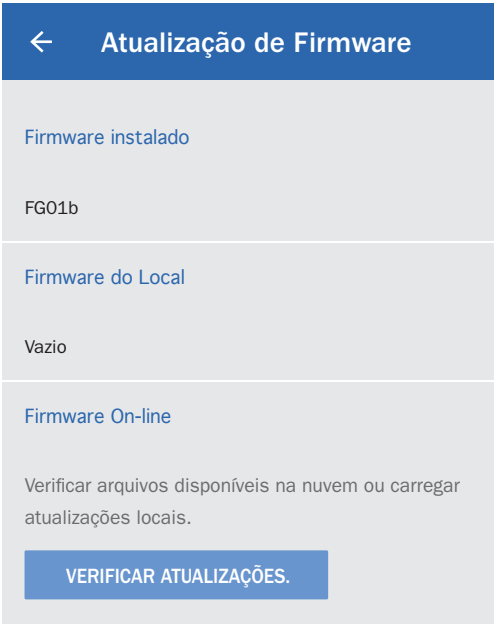 Atualização de Firmware
Firmware instalado
FG01b
Firmware do Local
Vazio
Firmware On-line
Verificar arquivos disponíveis na nuvem ou carregar
atualizações locais.
VERIFICAR ATUALIZAÇÕES.